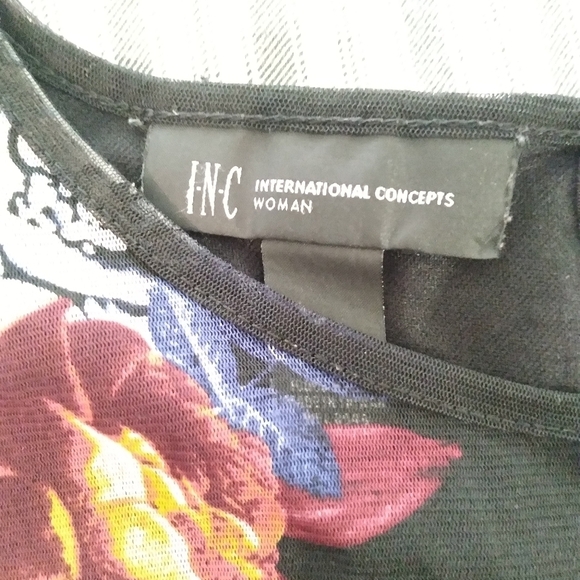 I·N·C INTERNATIONAL CONCEPTS
WOMAN